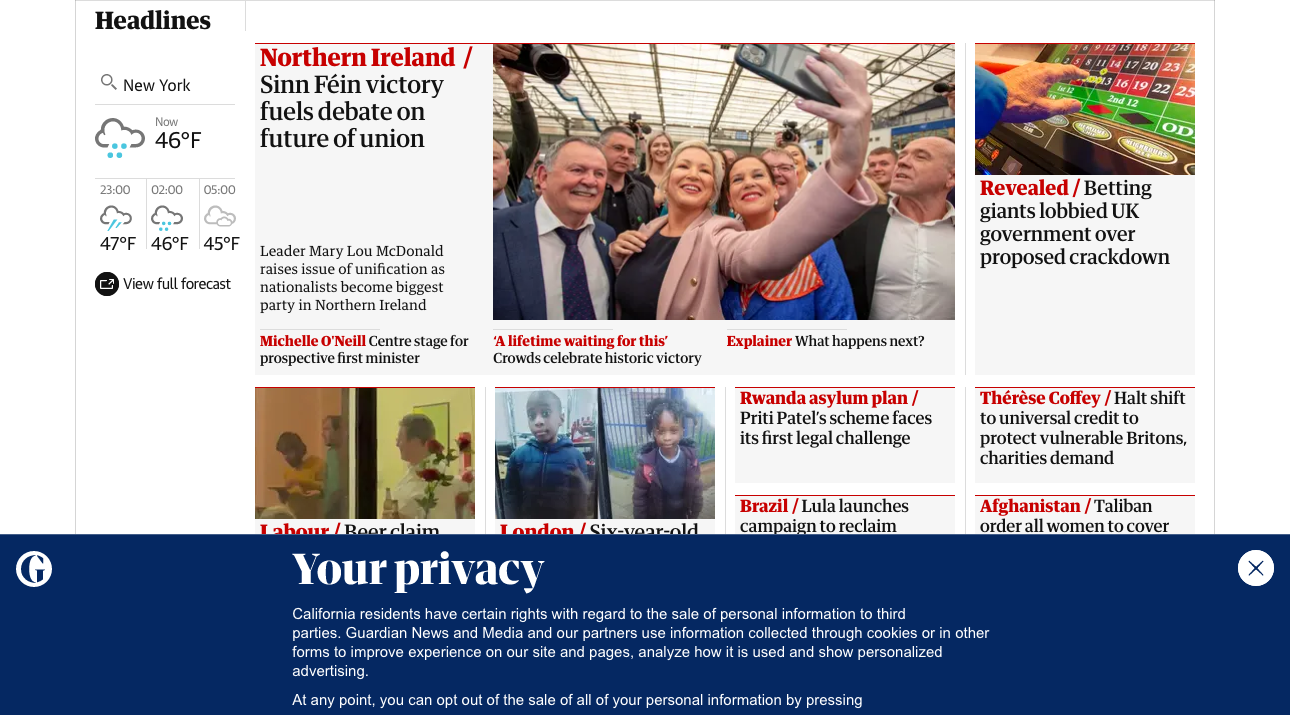 Headlines
New York
Now
46°F
23:00
02:00
05:00
47°F
46°F
45°F
View full forecast
Northern Ireland /
Sinn Féin victory
fuels debate on
future of union
Leader Mary Lou McDonald
raises issue of unification as
nationalists become biggest
party in Northern Ireland
Michelle O'Neill Centre stage for
prospective first minister
'A lifetime waiting for this'
Crowds celebrate historic victory
Explainer What happens next?
2nd 12
Revealed / Betting
giants lobbied UK
government over
proposed crackdown
Labour / Beer claim
London / Six-year-old
Rwanda asylum plan /
Priti Patel's scheme faces
its first legal challenge
Brazil / Lula launches
campaign to reclaim
Thérèse Coffey / Halt shift
to universal credit to
protect vulnerable Britons,
charities demand
Afghanistan / Taliban
order all women to cover
G
Your privacy
California residents have certain rights with regard to the sale of personal information to third
parties. Guardian News and Media and our partners use information collected through cookies or in other
forms to improve experience on our site and pages, analyze how it is used and show personalized
advertising.
At any point, you can opt out of the sale of all of your personal information by pressing